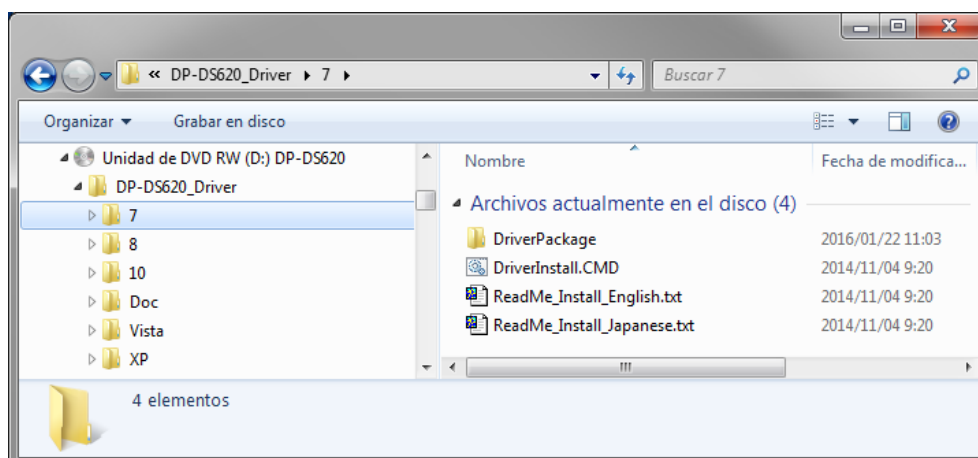 « DP-DS620_Driver ▸ 7 ▸
Buscar 7
Organizar Grabar en disco
Unidad de DVD RW (D:) DP-DS620
DP-DS620_Driver
7
8
10
Doc
Vista
XP
Nombre Fecha de modifica...
Archivos actualmente en el disco (4)
DriverPackage 2016/01/22 11:03
DriverInstall.CMD 2014/11/04 9:20
ReadMe_Install_English.txt 2014/11/04 9:20
ReadMe_Install_Japanese.txt 2014/11/04 9:20
4 elementos